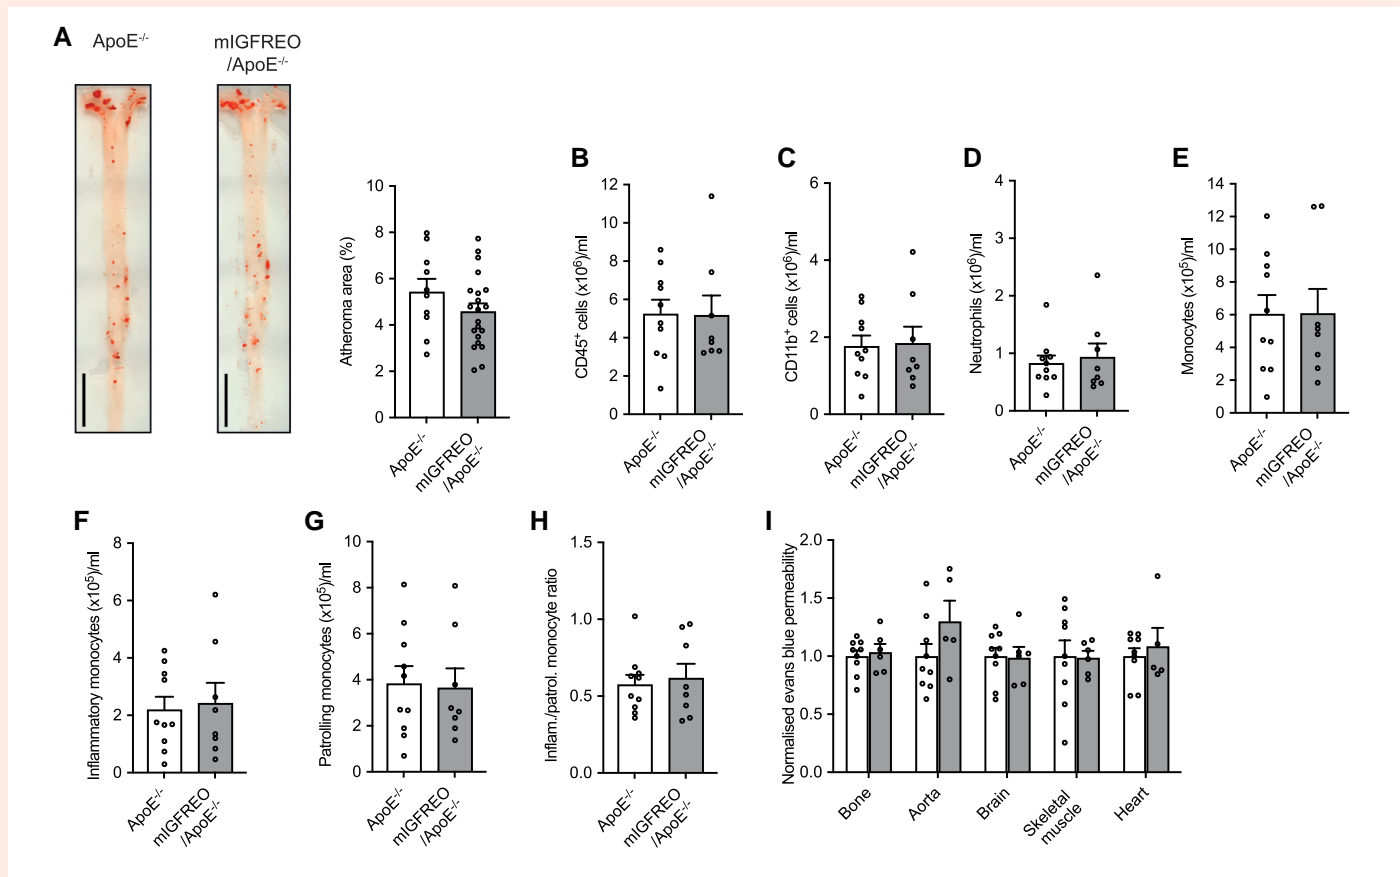 A
ApoE-/-
mIGFREO
/ApoE-/-
Atheroma area (%)
10
8
6
4
2
0
ApoE-/-
mIGFREO
/ApoE-/-
B
CD45+ cells (x10⁶)/ml
12
10
8
6
4
2
0
ApoE-/-
mIGFREO
/ApoE-/-
C
CD11b+ cells (x10⁶)/ml
6
4
2
0
ApoE-/-
mIGFREO
/ApoE-/-
D
Neutrophils (x10⁶)/ml
4
3
2
1
0
ApoE-/-
mIGFREO
/ApoE-/-
E
Monocytes (x10⁵)/ml
14
12
10
8
6
4
2
0
ApoE-/-
mIGFREO
/ApoE-/-
F
Inflammatory monocytes (x10⁵)/ml
8
6
4
2
0
ApoE-/-
mIGFREO
/ApoE-/-
G
Patrolling monocytes (x10⁵)/ml
10
8
6
4
2
0
ApoE-/-
mIGFREO
/ApoE-/-
H
Inflam./patrol. monocyte ratio
1.5
1.0
0.5
0.0
ApoE-/-
mIGFREO
/ApoE-/-
I
Normalised evans blue permeability
2.0
1.5
1.0
0.5
0.0
Bone
Aorta
Brain
Skeletal
muscle
Heart